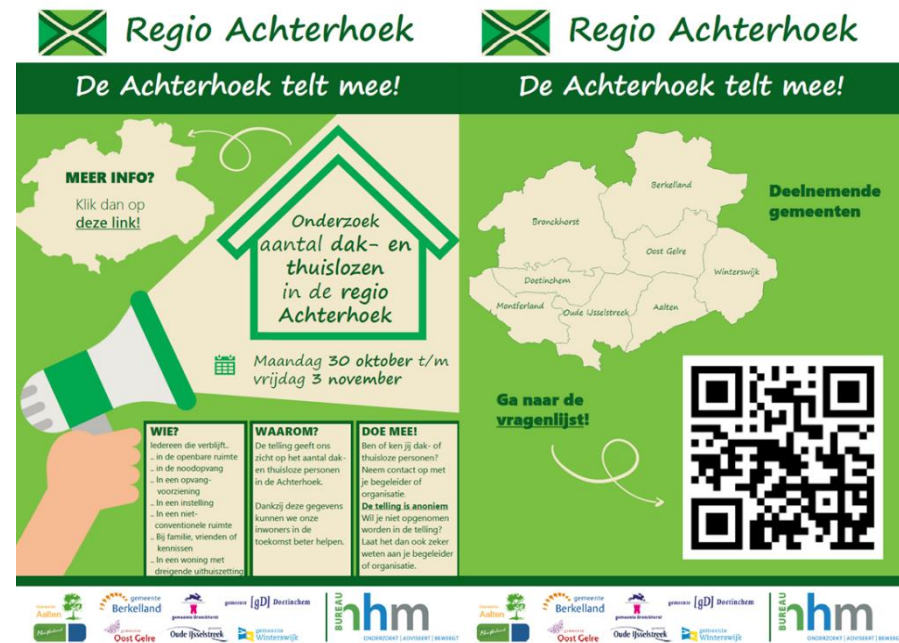 Regio Achterhoek
De Achterhoek telt mee!
MEER INFO?
Klik dan op
deze link!
Onderzoek
aantal dak- en
thuislozen
in de regio
Achterhoek
Maandag 30 oktober t/m
vrijdag 3 november
WIE?
Iedereen die verblijft..
.. in de openbare ruimte
.. in de noodopvang
.. In een opvang-
voorziening
.. In een instelling
.. In een niet-
conventionele ruimte
.. Bij familie, vrienden of
kennissen
.. In een woning met
dreigende uithuiszetting
WAAROM?
De telling geeft ons
zicht op het aantal dak-
en thuisloze personen
in de Achterhoek.
Dankzij deze gegevens
kunnen we onze
inwoners in de
toekomst beter helpen.
DOE MEE!
Ben of ken jij dak- of
thuisloze personen?
Neem contact op met
je begeleider of
organisatie.
De telling is anoniem
Wil je niet opgenomen
worden in de telling?
Laat het dan ook zeker
weten aan je begeleider
of organisatie.
Aalten
gemeente
Berkelland
gemeente Bronckhorst
gemeente [gD] Doetinchem
gemeente
Oost Gelre
Oude IJsselstreek
gemeente
Winterswijk
BUREAU
nhm
ONDERZOEKT | ADVISEERT | BEWEEGT
Regio Achterhoek
De Achterhoek telt mee!
Berkelland
Bronckhorst
Oost Gelre
Winterswijk
Doetinchem
Montferland
Oude IJsselstreek
Aalten
Deelnemende
gemeenten
Ga naar de
vragenlijst!
Aalten
gemeente
Berkelland
gemeente Bronckhorst
gemeente [gD] Doetinchem
gemeente
Oost Gelre
Oude IJsselstreek
gemeente
Winterswijk
BUREAU
nhm
ONDERZOEKT | ADVISEERT | BEWEEGT